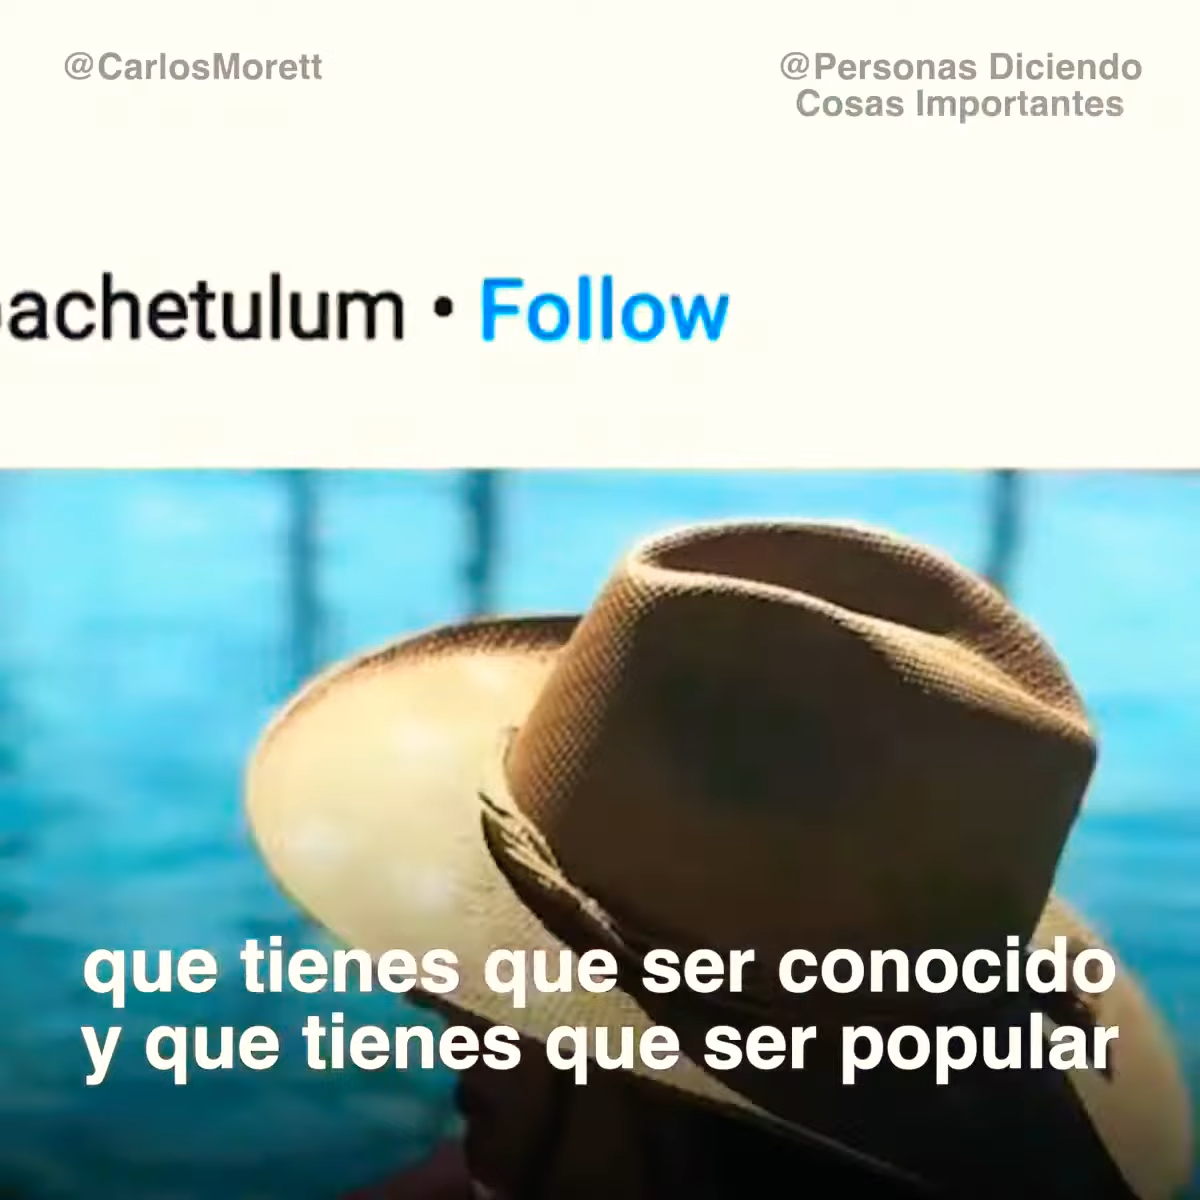 @CarlosMorett
@Personas Diciendo
Cosas Importantes
achetulum • Follow
que tienes que ser conocido
y que tienes que ser popular